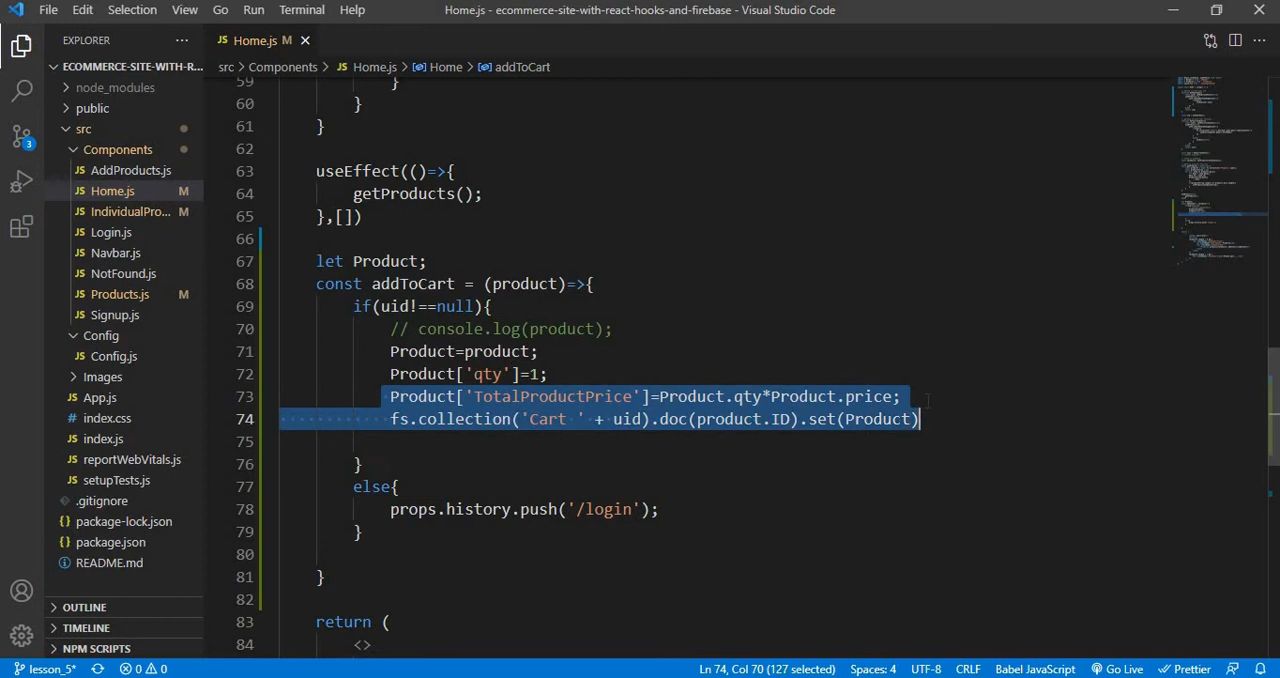 File Edit Selection View Go Run Terminal Help Home.js - ecommerce-site-with-react-hooks-and-firebase - Visual Studio Code
EXPLORER ...
ECOMMERCE-SITE-WITH-R...
node_modules
public
src
Components
AddProducts.js
Home.js M
IndividualPro... M
Login.js
Navbar.js
NotFound.js
Products.js M
Signup.js
Config
Config.js
Images
App.js
index.css
index.js
reportWebVitals.js
setupTests.js
.gitignore
package-lock.json
package.json
README.md
OUTLINE
TIMELINE
NPM SCRIPTS
3
JS Home.js M
src > Components > JS Home.js > Home > addToCart
59 }
60 }
61 }
62
63 useEffect(()=>{
64 getProducts();
65 },[])
66
67 let Product;
68 const addToCart = (product)=>{
69 if(uid!==null){
70 // console.log(product);
71 Product=product;
72 Product['qty']=1;
73 Product['TotalProductPrice']=Product.qty*Product.price;
74 fs.collection('Cart ' + uid).doc(product.ID).set(Product)
75
76 }
77 else{
78 props.history.push('/login');
79 }
80
81 }
82
83 return (
84 <>
lesson_5* 0 0 Ln 74, Col 70 (127 selected) Spaces: 4 UTF-8 CRLF Babel JavaScript Go Live Prettier